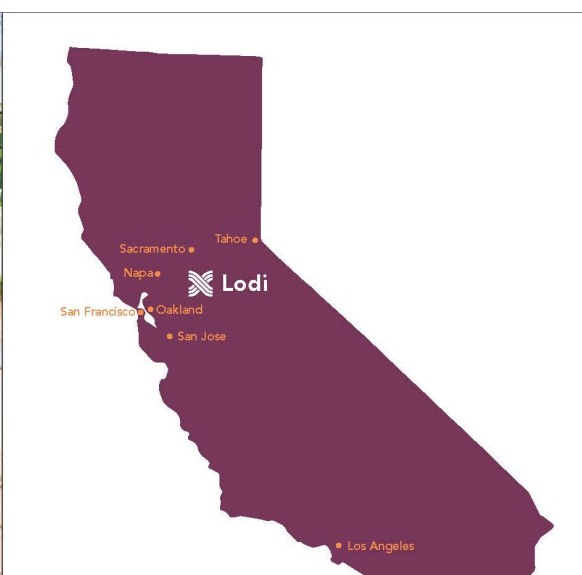 Tahoe
Sacramento
Napa
Lodi
San Francisco
Oakland
San Jose
Los Angeles